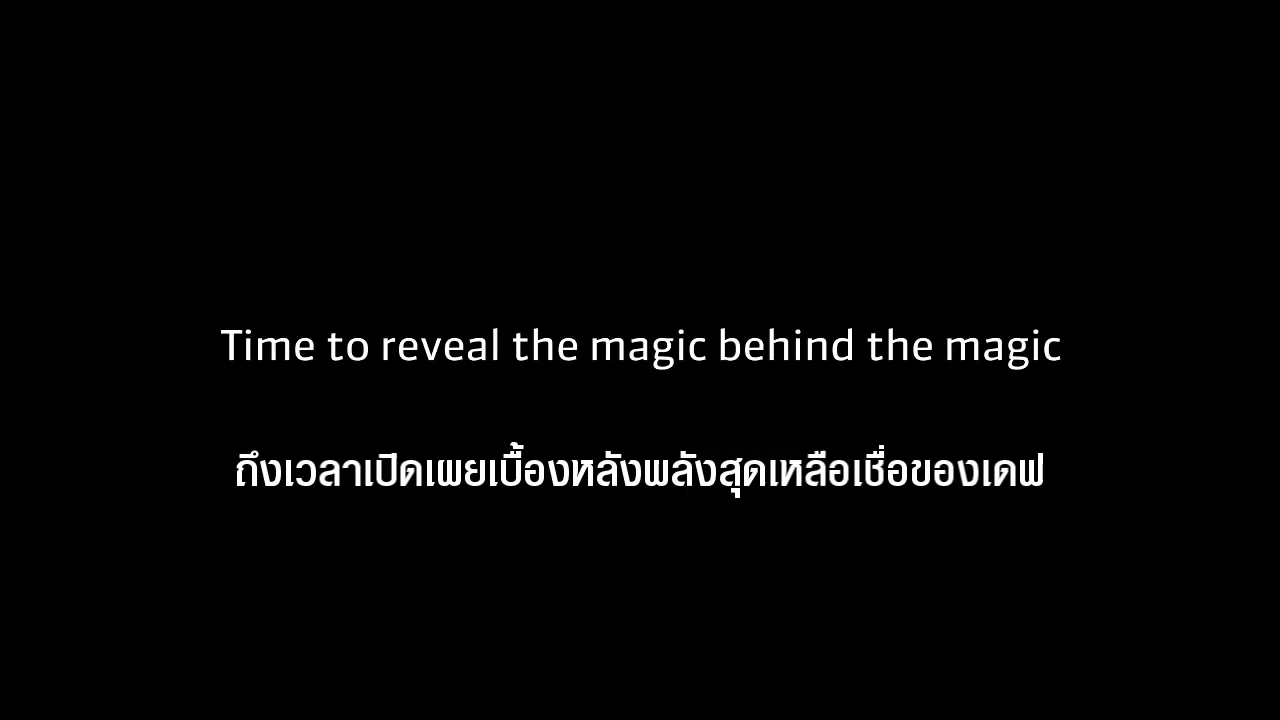 Time to reveal the magic behind the magic
ถึงเวลาเปิดเผยเบื้องหลังพลังสุดเหลือเชื่อของเดฟ